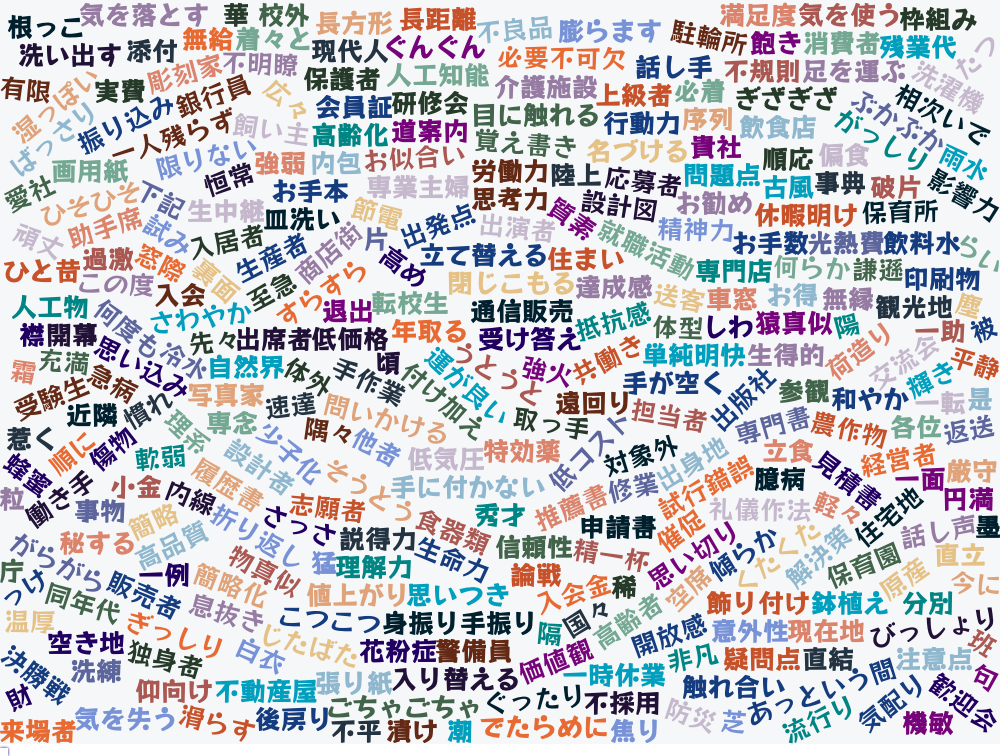 根っこ 気を落とす 華 校外 長方形 長距離 不良品 膨らます 満足度 気を使う 枠組み
洗い出す 添付 無給 着々と 現代人 ぐんぐん 必要不可欠 駐輪所 飽き 消費者 残業代
有限 湿っぽい 実費 彫刻家 不明瞭 保護者 人工知能 介護施設 話し手 不規則 足を運ぶ 洗濯機
ばっさり 振り込み 銀行員 広々 会員証 研修会 目に触れる 上級者 必着 ぎざぎざ ぶかぶか 相次いで
一人残らず 飼い主 高齢化 道案内 覚え書き 行動力 序列 飲食店 がっしり 雨水
愛社 画用紙 限りない 強弱 内包 お似合い 名づける 貴社 順応 偏食
ひそひそ 下記 恒常 お手本 専業主婦 労働力 陸上 応募者 問題点 古風 事典 破片 影響力
頑丈 助手席 試み 生中継 皿洗い 節電 出発点 思考力 設計図 お勧め 休暇明け 保育所
入居者 生産者 商店街 片 高め 出演者 質素 就職活動 精神力 お手数 光熱費 飲料水
ひと昔 過激 窓際 裏面 至急 すらすら 立て替える 住まい 専門店 何らか 謙遜 印刷物
この度 入会 退出 転校生 閉じこもる 達成感 送客 車窓 お得 無縁 観光地 塵
人工物 何度も さわやか 先々 出席者 低価格 年取る 通信販売 受け答え 抵抗感 体型 しわ 猿真似 陽 荷造り 一助 被
襟 開幕 思い込み 冷水 自然界 体外 頃 運が良い うとうと 強火 共働き 単純明快 生得的 交流会 平静
霜 充満 急病 写真家 手作業 付け加え 手が空く 出版社 参観 和やか 輝き
受験生 近隣 慣れ 専念 速達 問いかける 取っ手 遠回り 担当者 専門書 農作物 一転 是
惹く 順に 傷物 理系 少子化 隅々 他者 低気圧 特効薬 低コスト 対象外 出身地 立食 各位 返送
蜂蜜 軟弱 設計者 そうとう 手に付かない 修業 試行錯誤 臆病 見積書 経営者 一面 厳守
粒 働き手 小金 内線 履歴書 志願者 秀才 推薦書 礼儀作法 軽々 住宅地 円満
事物 簡略 折り返し さっさ 食器類 申請書 催促 話し声 墨
がらがら 秘する 高品質 物真似 猛 説得力 生命力 信頼性 精一杯 思い切り 傾らか くたくた 解決策 保育園 直立
庁 つけ 販売者 一例 簡略化 理解力 論戦 入会金 稀 空席 原産 今に
同年代 息抜き 値上がり 思いつき 国々 高齢者 飾り付け 鉢植え 分別
温厚 ぎっしり こつこつ 身振り手振り 隔 開放感 意外性 現在地 びっしょり 班
空き地 独身者 白衣 じたばた 花粉症 警備員 価値観 非凡 疑問点 直結 注意点 句
決勝戦 洗練 仰向け 不動産屋 張り紙 入り替える 一時休業 触れ合い あっという間 歓迎会
財 ごちゃごちゃ ぐったり 不採用 防災 芝 流行り 気配り
来場者 気を失う 滑らす 後戻り 不平 漬け 潮 でたらめに 焦り 機敏